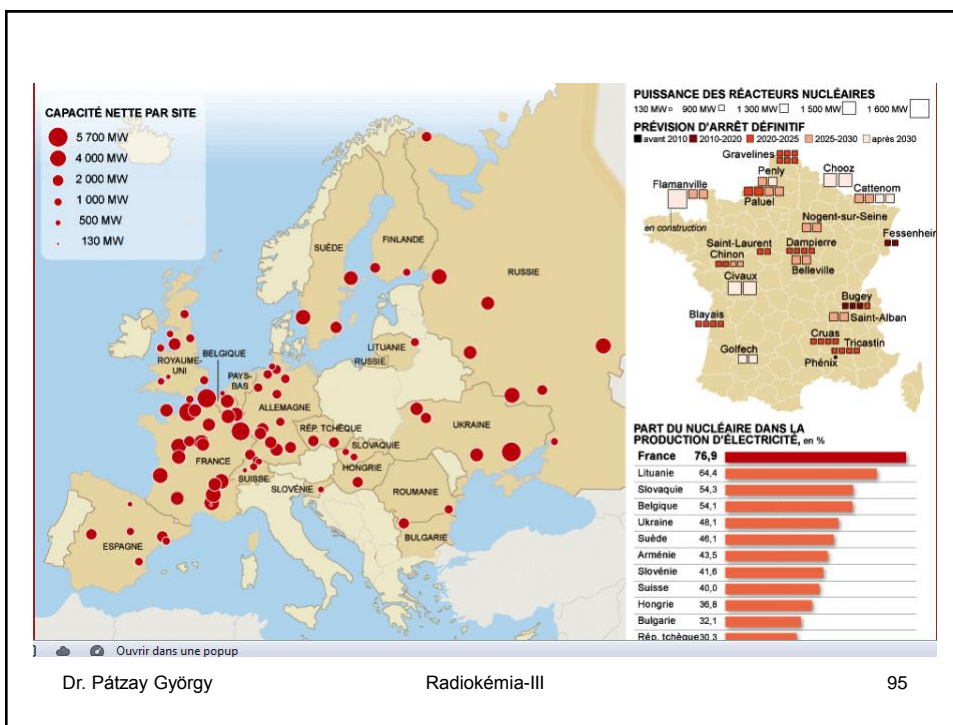 CAPACITÉ NETTE PAR SITE
5 700 MW
4 000 MW
2 000 MW
1 000 MW
500 MW
130 MW
SUÈDE
FINLANDE
RUSSIE
LITUANIE
RUSSIE
ROYAUME-
UNI
BELGIQUE
PAYS-
BAS
ALLEMAGNE
RÉP. TCHÈQUE
SLOVAQUIE
UKRAINE
FRANCE
SUISSE
HONGRIE
SLOVÉNIE
ROUMANIE
BULGARIE
ESPAGNE
PUISSANCE DES RÉACTEURS NUCLÉAIRES
130 MW 900 MW 1 300 MW 1 500 MW 1 600 MW
PRÉVISION D'ARRÊT DÉFINITIF
avant 2010 2010-2020 2020-2025 2025-2030 après 2030
Gravelines
Penly
Chooz
Flamanville
Cattenom
Paluel
en construction
Nogent-sur-Seine
Fessenheim
Saint-Laurent
Dampierre
Chinon
Belleville
Civaux
Bugey
Blayais
Saint-Alban
Cruas
Golfech
Tricastin
Phénix
PART DU NUCLÉAIRE DANS LA
PRODUCTION D'ÉLECTRICITÉ, en %
France 76,9
Lituanie 64,4
Slovaquie 54,3
Belgique 54,1
Ukraine 48,1
Suède 46,1
Arménie 43,5
Slovénie 41,6
Suisse 40,0
Hongrie 36,8
Bulgarie 32,1
Rép. tchèque 30,3
Ouvrir dans une popup
Dr. Pátzay György
Radiokémia-III
95